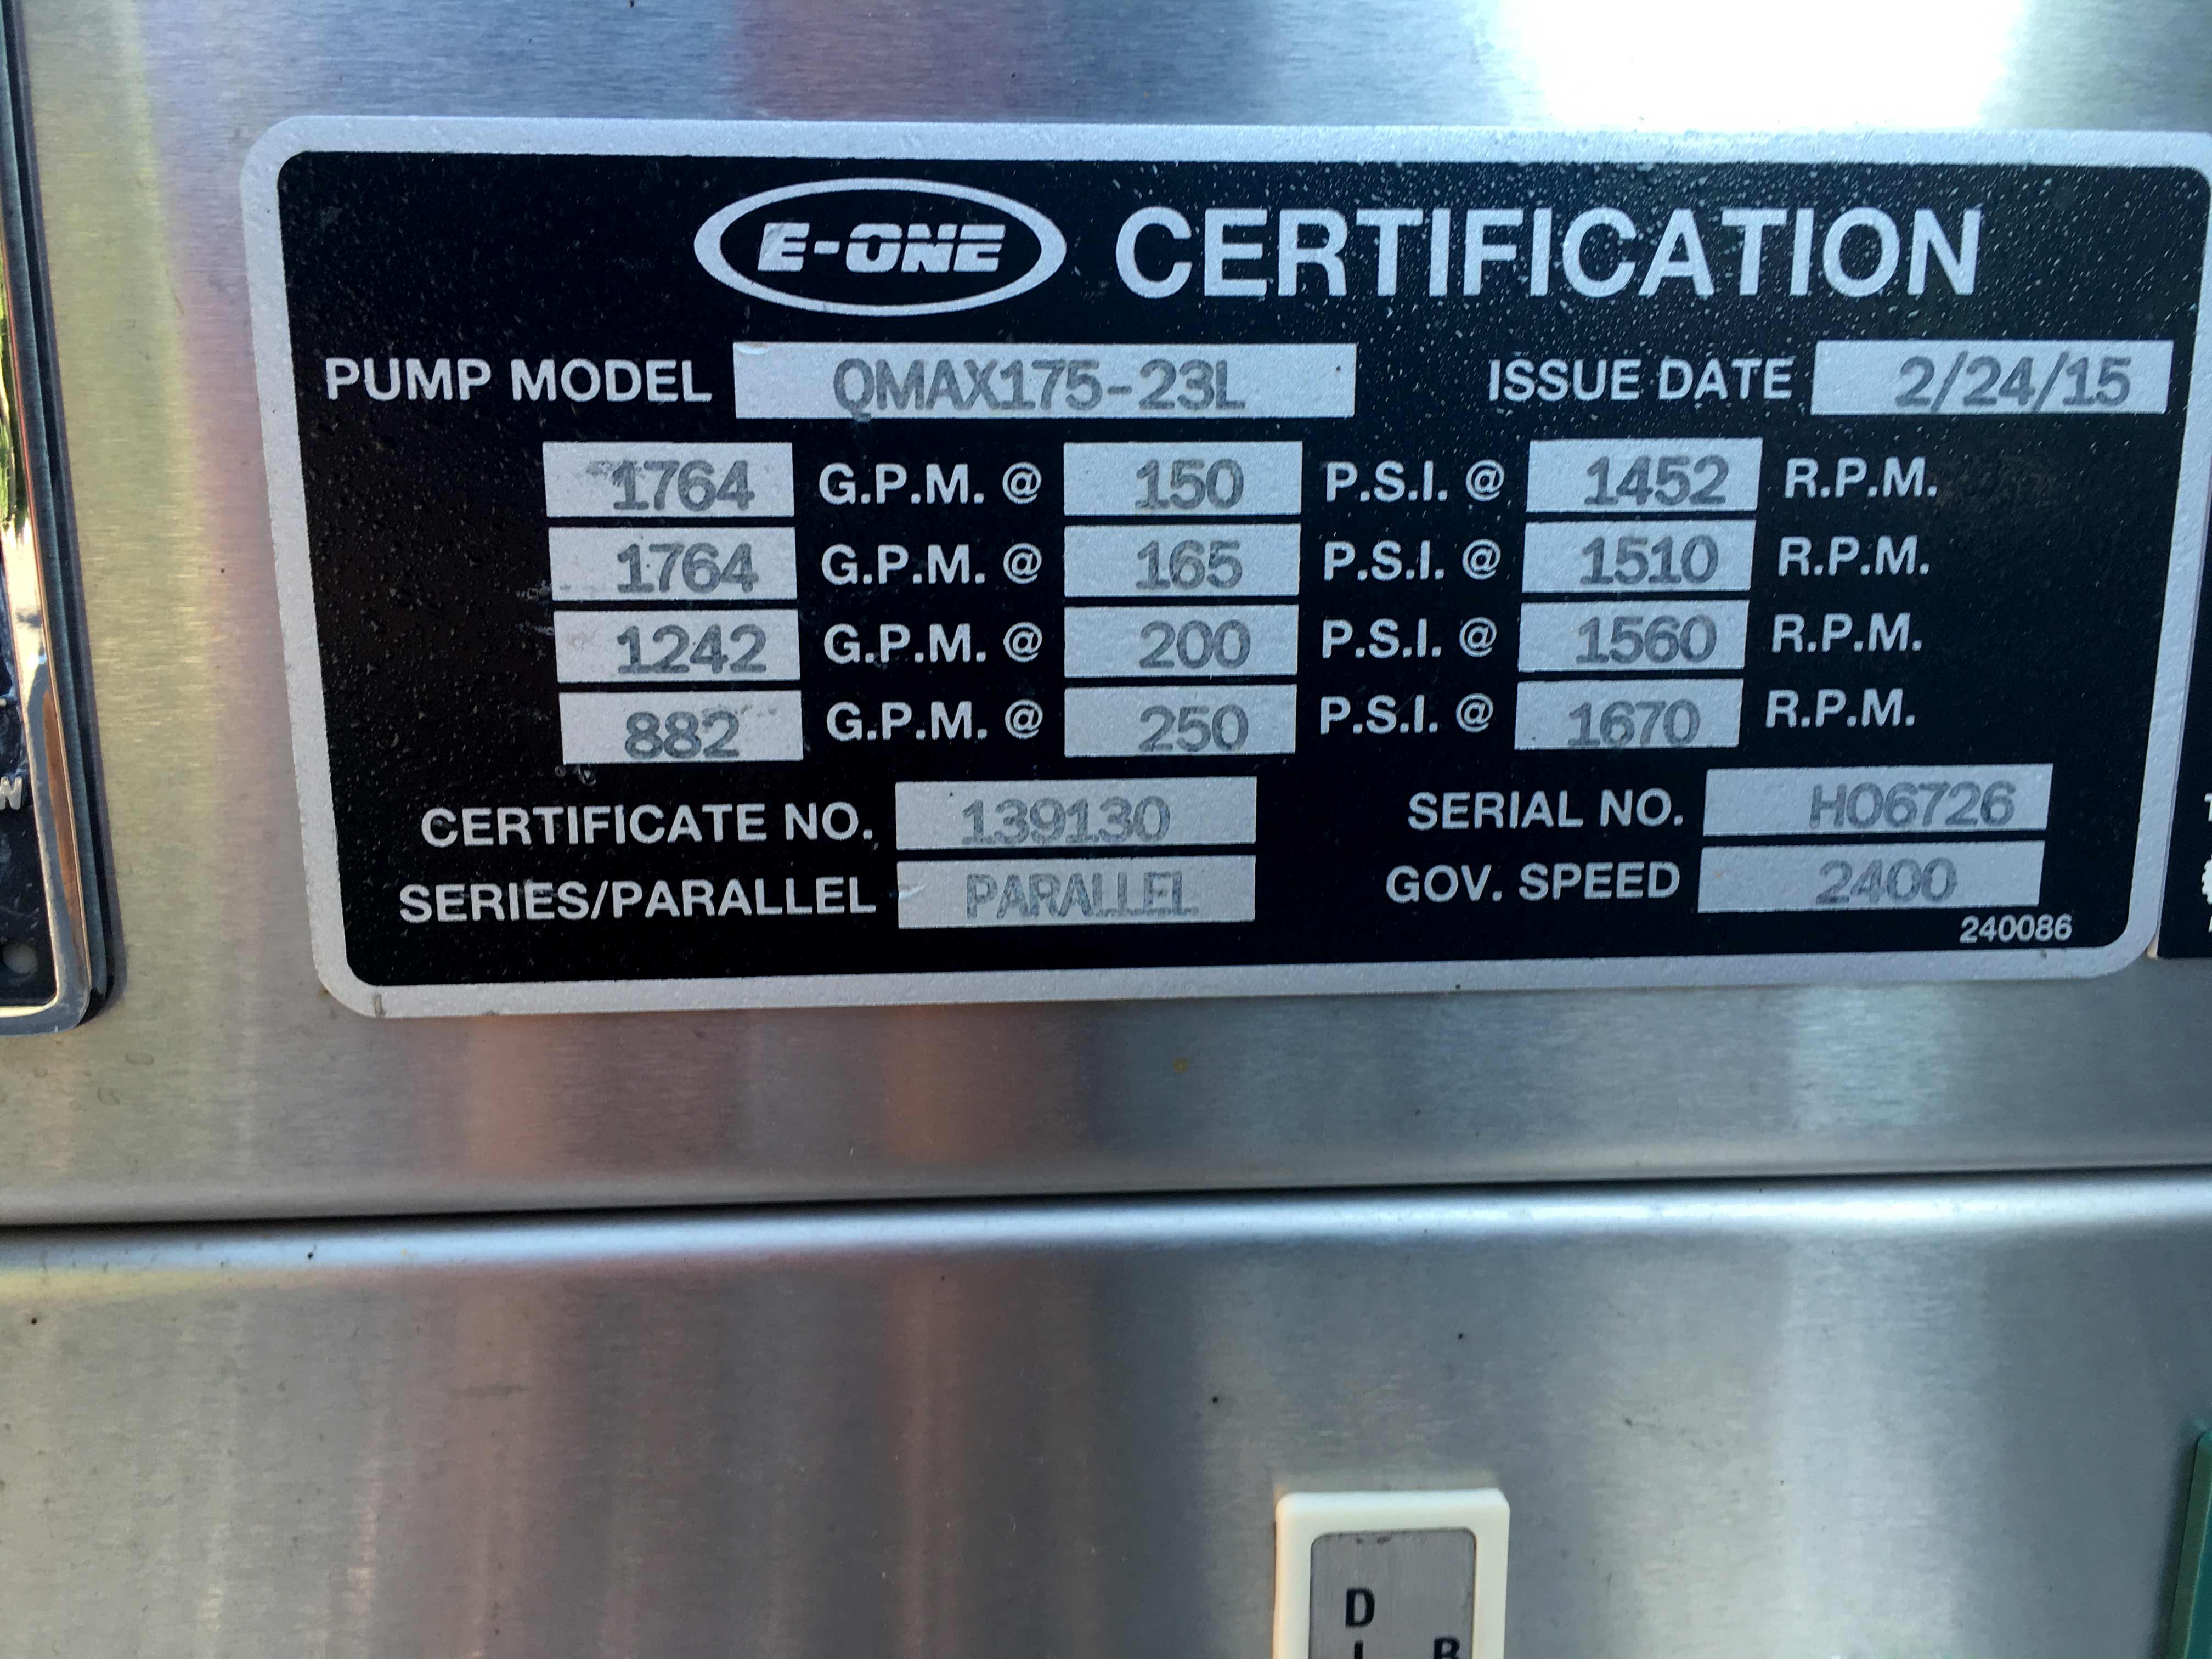 E-ONE CERTIFICATION
PUMP MODEL QMAX175-23L ISSUE DATE 2/24/15
1764 G.P.M. @ 150 P.S.I. @ 1452 R.P.M.
1764 G.P.M. @ 165 P.S.I. @ 1510 R.P.M.
1242 G.P.M. @ 200 P.S.I. @ 1560 R.P.M.
882 G.P.M. @ 250 P.S.I. @ 1670 R.P.M.
CERTIFICATE NO. 139130 SERIAL NO. H06726
SERIES/PARALLEL PARALLEL GOV. SPEED 2400
240086